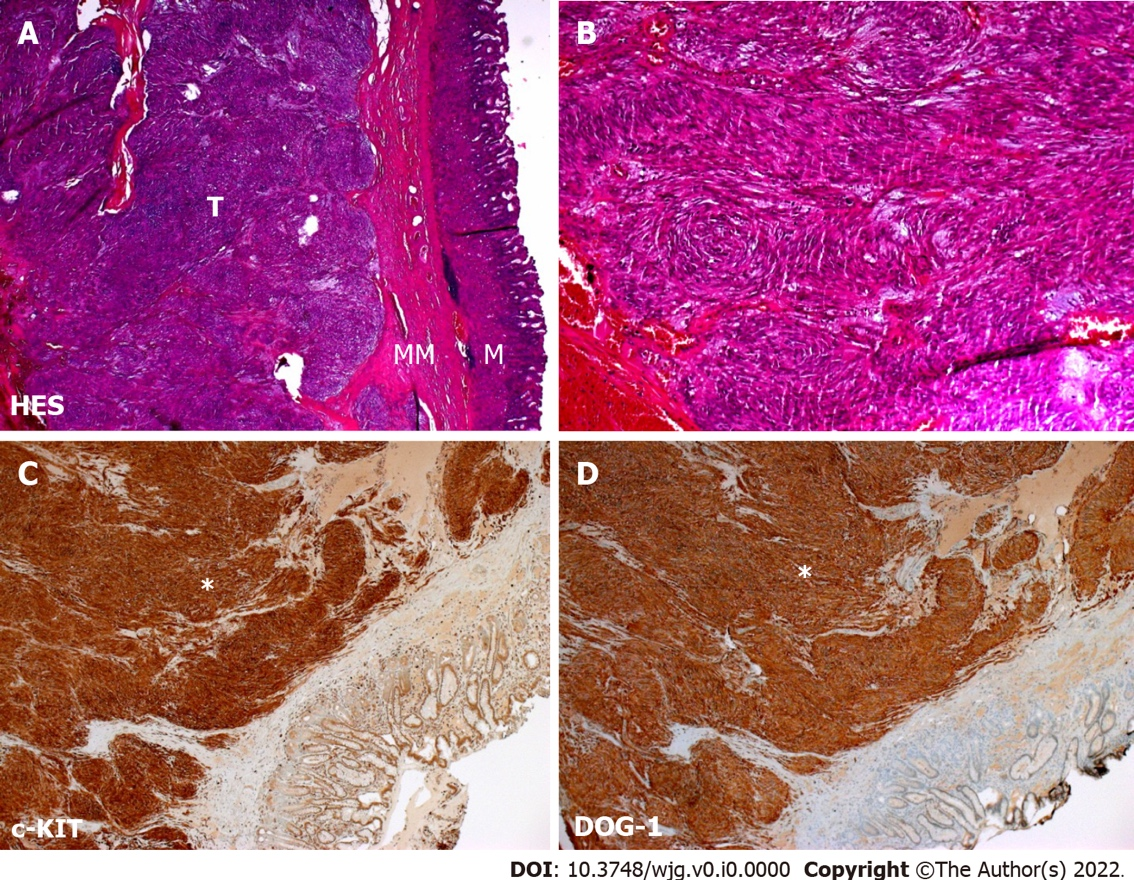 A
B
T
MM
M
HES
C
D
*
*
c-KIT
DOG-1
DOI: 10.3748/wjg.v0.i0.0000 Copyright ©The Author(s) 2022.